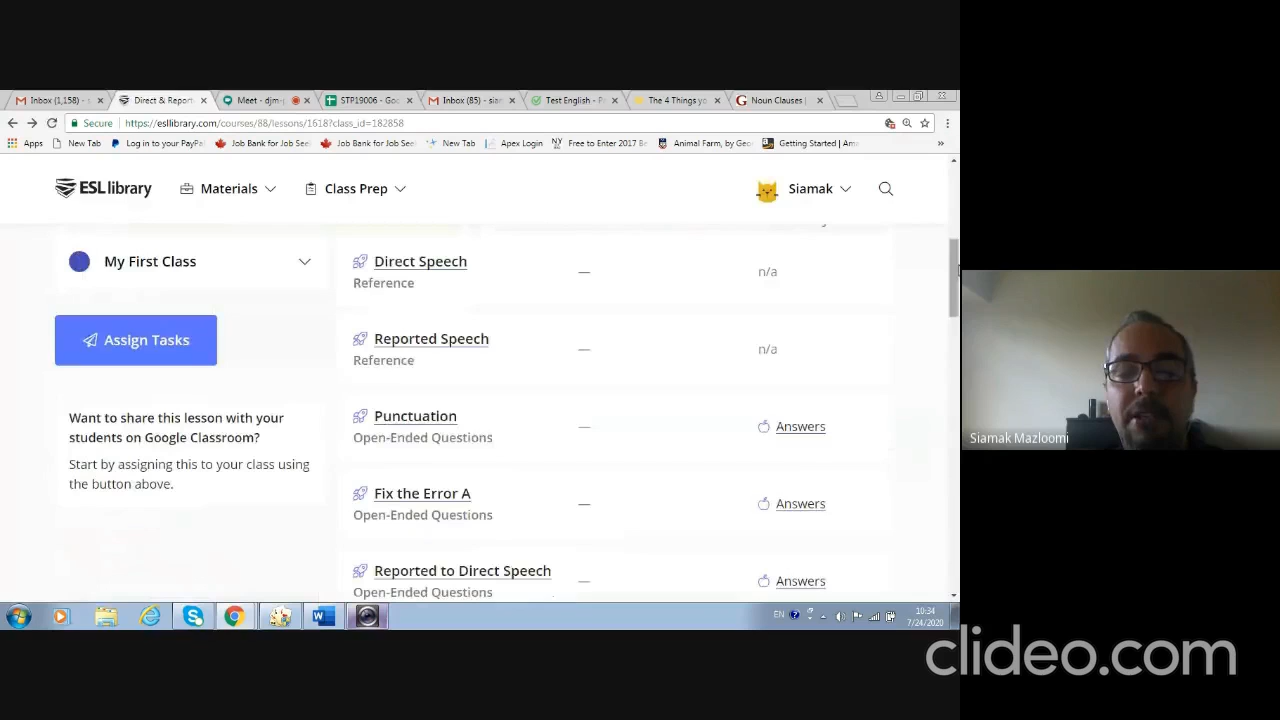 Inbox (1,158) - s
Direct & Report
Meet - djm-j
STP19006 - Goo
Inbox (85) - siar
Test English - P
The 4 Things yo
Noun Clauses |
Secure
https://esllibrary.com/courses/88/lessons/1618?class_id=182858
Apps
New Tab
Log in to your PayPal
Job Bank for Job See
Job Bank for Job See
New Tab
Apex Login
Free to Enter 2017 Be
Animal Farm, by Geo
Getting Started | Am
»
ESL library
Materials
Class Prep
Siamak
My First Class
Direct Speech
Reference
—
n/a
Assign Tasks
Reported Speech
Reference
—
n/a
Want to share this lesson with your
students on Google Classroom?
Start by assigning this to your class using
the button above.
Punctuation
Open-Ended Questions
—
Answers
Fix the Error A
Open-Ended Questions
—
Answers
Reported to Direct Speech
Open-Ended Questions
—
Answers
Siamak Mazloomi
EN
10:34
7/24/2020
clideo.com